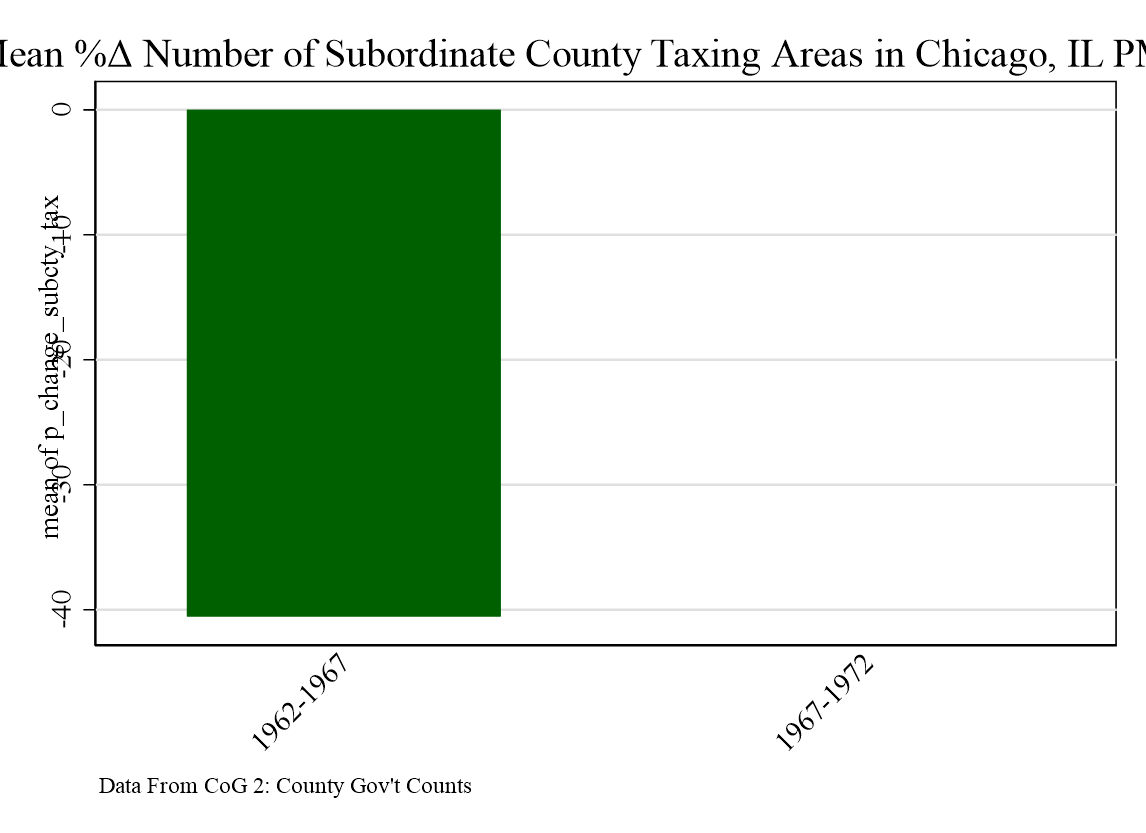 Mean %Δ Number of Subordinate County Taxing Areas in Chicago, IL PM
mean of p_change_subcty_tax
0
-10
-20
-30
-40
1962-1967
1967-1972
Data From CoG 2: County Gov't Counts